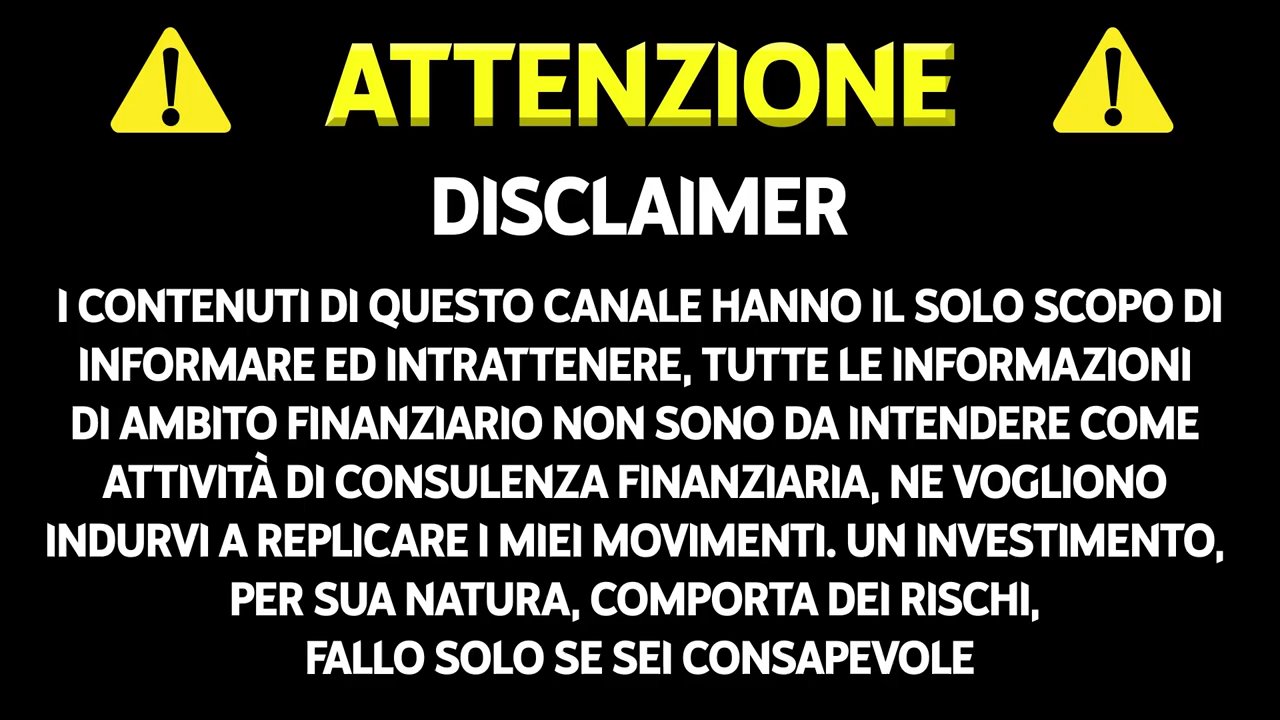 ATTENZIONE
DISCLAIMER
I CONTENUTI DI QUESTO CANALE HANNO IL SOLO SCOPO DI
INFORMARE ED INTRATTENERE, TUTTE LE INFORMAZIONI
DI AMBITO FINANZIARIO NON SONO DA INTENDERE COME
ATTIVITÀ DI CONSULENZA FINANZIARIA, NE VOGLIONO
INDURVI A REPLICARE I MIEI MOVIMENTI. UN INVESTIMENTO,
PER SUA NATURA, COMPORTA DEI RISCHI,
FALLO SOLO SE SEI CONSAPEVOLE